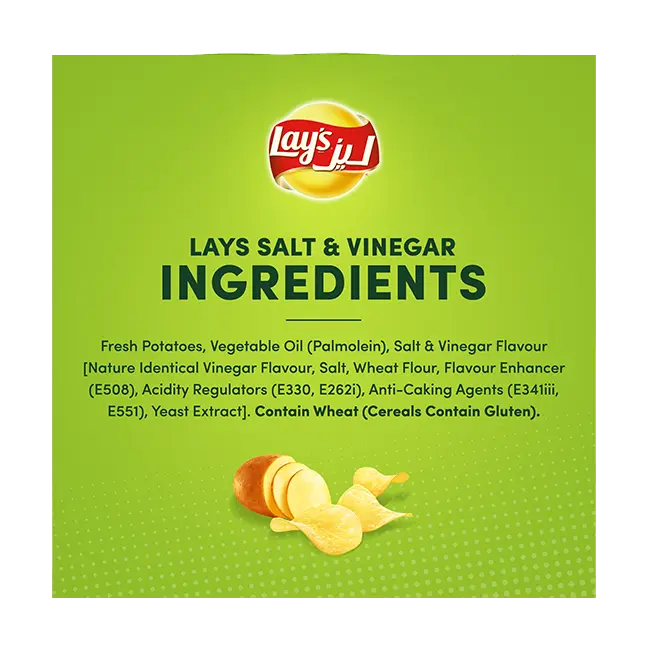 Lay's ليز
LAYS SALT & VINEGAR
INGREDIENTS
Fresh Potatoes, Vegetable Oil (Palmolein), Salt & Vinegar Flavour
[Nature Identical Vinegar Flavour, Salt, Wheat Flour, Flavour Enhancer
(E508), Acidity Regulators (E330, E262i), Anti-Caking Agents (E341iii,
E551), Yeast Extract]. Contain Wheat (Cereals Contain Gluten).